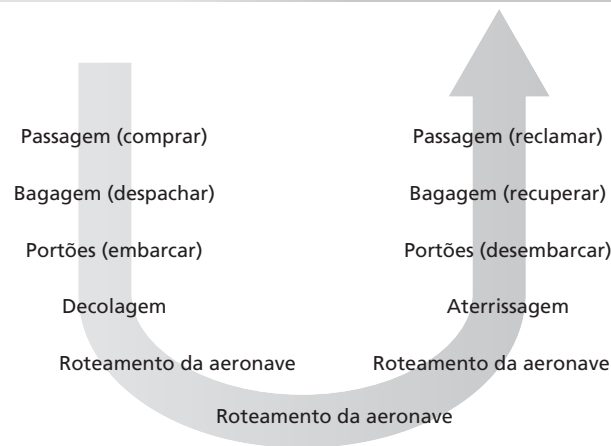 Passagem (comprar)
Passagem (reclamar)
Bagagem (despachar)
Bagagem (recuperar)
Portões (embarcar)
Portões (desembarcar)
Decolagem
Aterrissagem
Roteamento da aeronave
Roteamento da aeronave
Roteamento da aeronave